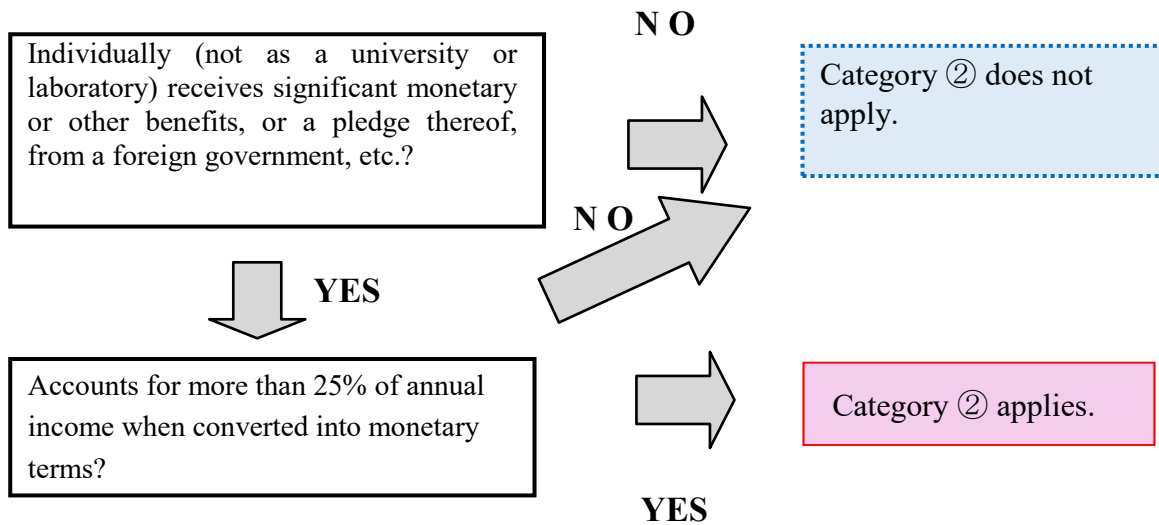 N O
Individually (not as a university or
laboratory) receives significant monetary
or other benefits, or a pledge thereof,
from a foreign government, etc.?
Category ② does not
apply.
N O
YES
Accounts for more than 25% of annual
income when converted into monetary
terms?
Category ② applies.
YES